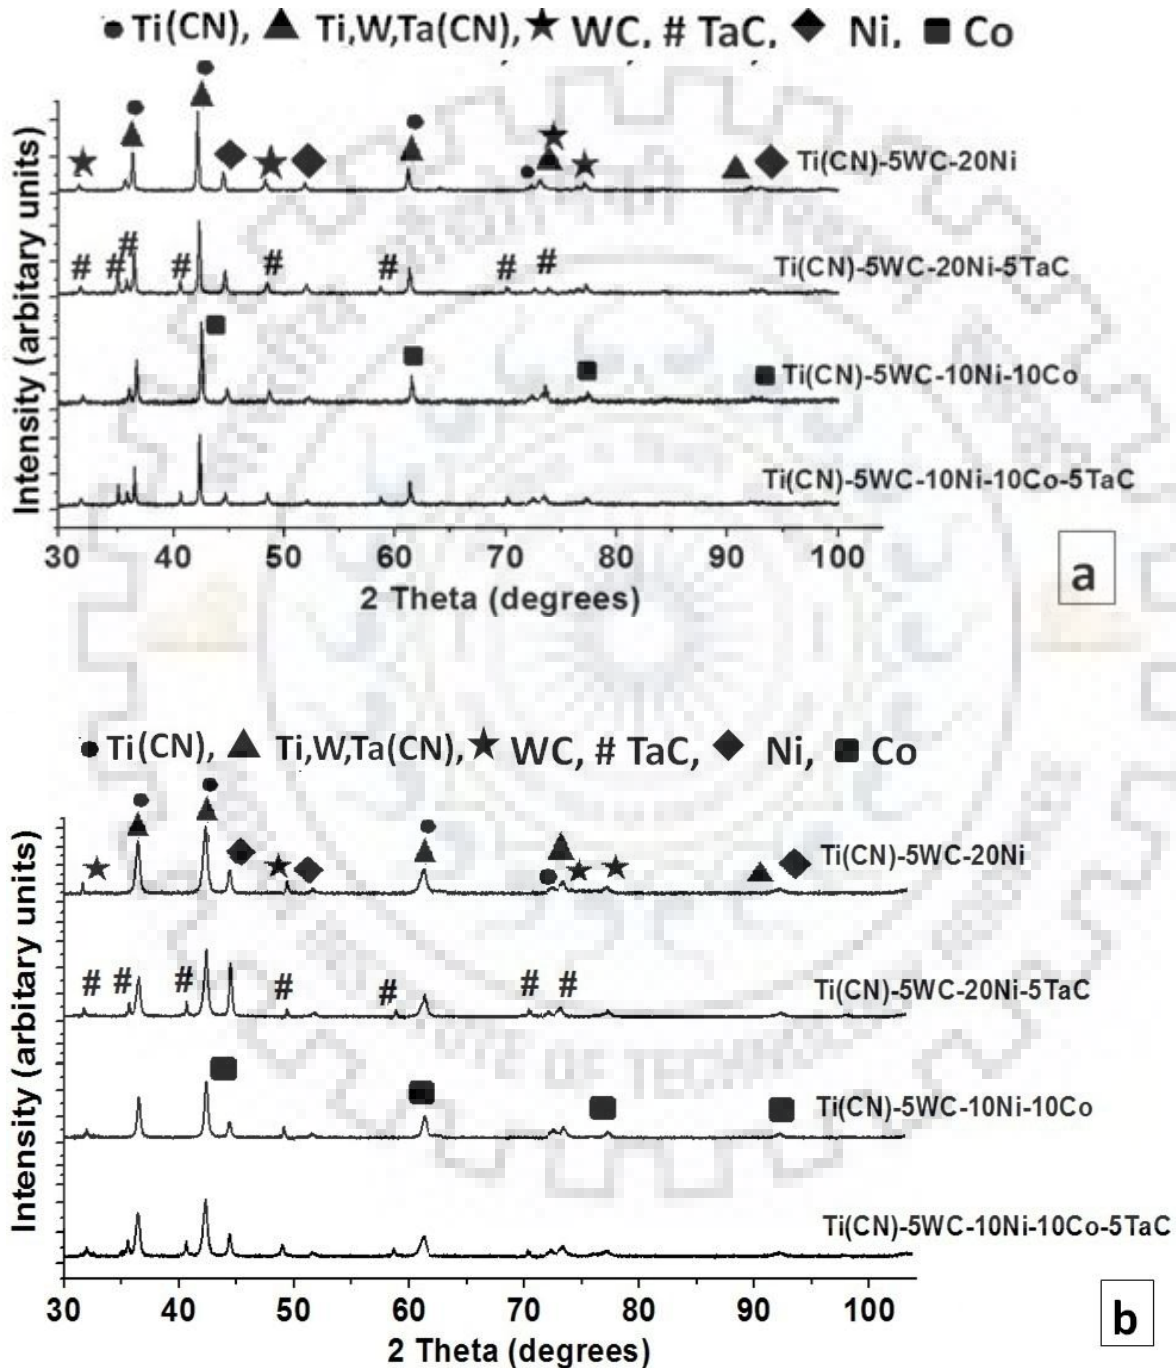 ● Ti(CN), ▲ Ti,W,Ta(CN), ★ WC, # TaC, ◆ Ni, ■ Co
Intensity (arbitary units)
Ti(CN)-5WC-20Ni
# # # # # # # #
Ti(CN)-5WC-20Ni-5TaC
Ti(CN)-5WC-10Ni-10Co
Ti(CN)-5WC-10Ni-10Co-5TaC
30 40 50 60 70 80 90 100
2 Theta (degrees)
a
● Ti(CN), ▲ Ti,W,Ta(CN), ★ WC, # TaC, ◆ Ni, ■ Co
Intensity (arbitary units)
Ti(CN)-5WC-20Ni
# # # # # # #
Ti(CN)-5WC-20Ni-5TaC
Ti(CN)-5WC-10Ni-10Co
Ti(CN)-5WC-10Ni-10Co-5TaC
30 40 50 60 70 80 90 100
2 Theta (degrees)
b